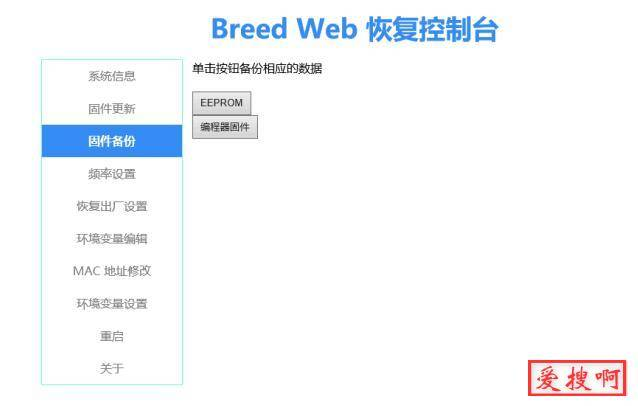 Breed Web 恢复控制台
系统信息
固件更新
固件备份
频率设置
恢复出厂设置
环境变量编辑
MAC 地址修改
环境变量设置
重启
关于
单击按钮备份相应的数据
EEPROM
编程器固件
爱搜啊